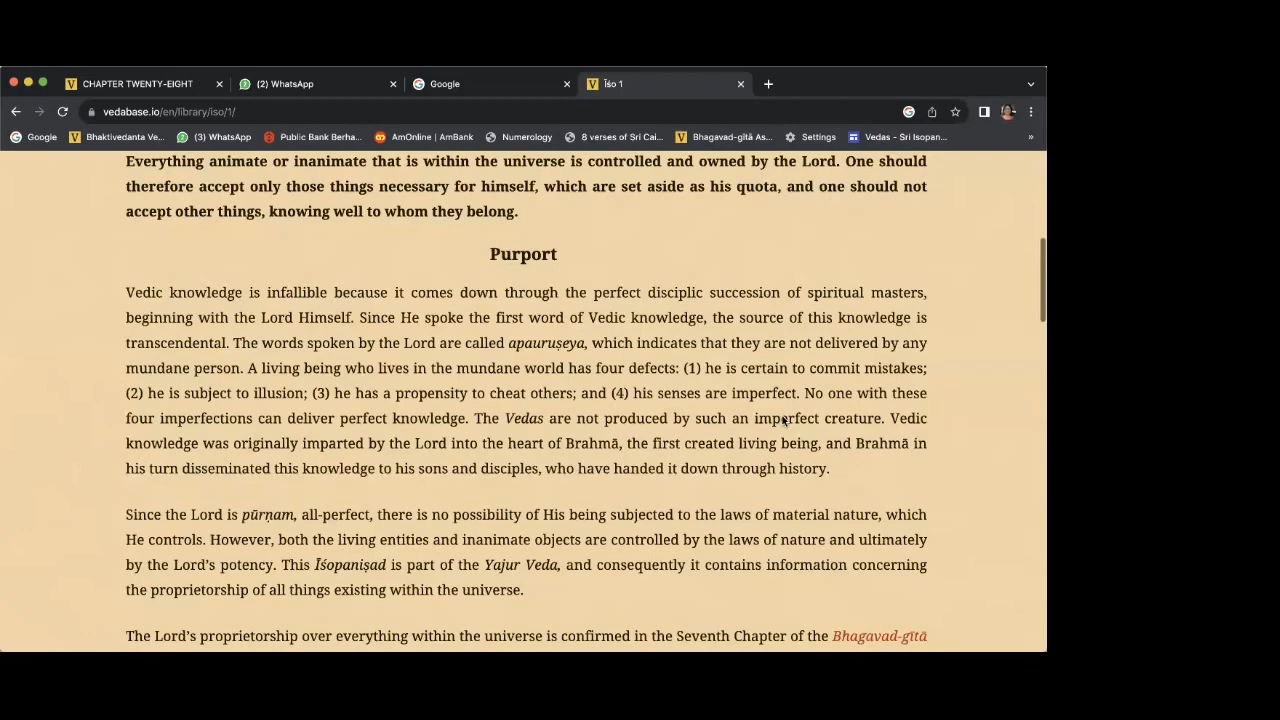 CHAPTER TWENTY-EIGHT
(2) WhatsApp
Google
Īśo 1
vedabase.io/en/library/iso/1/
Google
Bhaktivedanta Ve...
(3) WhatsApp
Public Bank Berha...
AmOnline | AmBank
Numerology
8 verses of Sri Cai...
Bhagavad-gītā As...
Settings
Vedas - Sri Isopan...
»
Everything animate or inanimate that is within the universe is controlled and owned by the Lord. One should
therefore accept only those things necessary for himself, which are set aside as his quota, and one should not
accept other things, knowing well to whom they belong.
Purport
Vedic knowledge is infallible because it comes down through the perfect disciplic succession of spiritual masters,
beginning with the Lord Himself. Since He spoke the first word of Vedic knowledge, the source of this knowledge is
transcendental. The words spoken by the Lord are called apauruṣeya, which indicates that they are not delivered by any
mundane person. A living being who lives in the mundane world has four defects: (1) he is certain to commit mistakes;
(2) he is subject to illusion; (3) he has a propensity to cheat others; and (4) his senses are imperfect. No one with these
four imperfections can deliver perfect knowledge. The Vedas are not produced by such an imperfect creature. Vedic
knowledge was originally imparted by the Lord into the heart of Brahmā, the first created living being, and Brahmā in
his turn disseminated this knowledge to his sons and disciples, who have handed it down through history.
Since the Lord is pūrṇam, all-perfect, there is no possibility of His being subjected to the laws of material nature, which
He controls. However, both the living entities and inanimate objects are controlled by the laws of nature and ultimately
by the Lord's potency. This Īśopaniṣad is part of the Yajur Veda, and consequently it contains information concerning
the proprietorship of all things existing within the universe.
The Lord's proprietorship over everything within the universe is confirmed in the Seventh Chapter of the Bhagavad-gītā